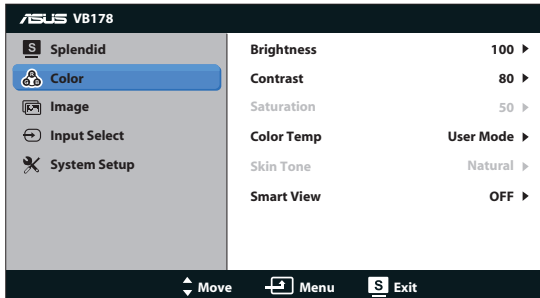 ASUS VB178
S Splendid
Color
Image
Input Select
System Setup
Brightness 100
Contrast 80
Saturation 50
Color Temp User Mode
Skin Tone Natural
Smart View OFF
Move Menu S Exit